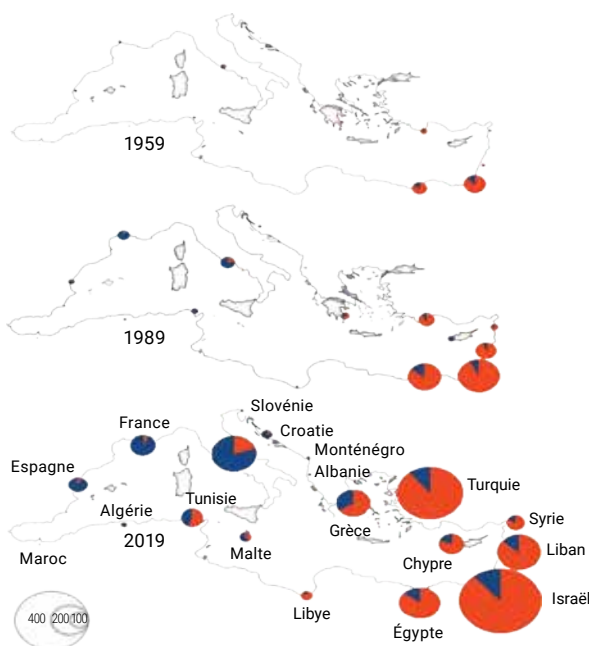 1959
1989
Slovénie
France
Croatie
Monténégro
Espagne
Albanie
Turquie
Algérie
Tunisie
Grèce
Syrie
Maroc
2019
Malte
Chypre
Liban
Libye
Israël
400 200 100
Égypte